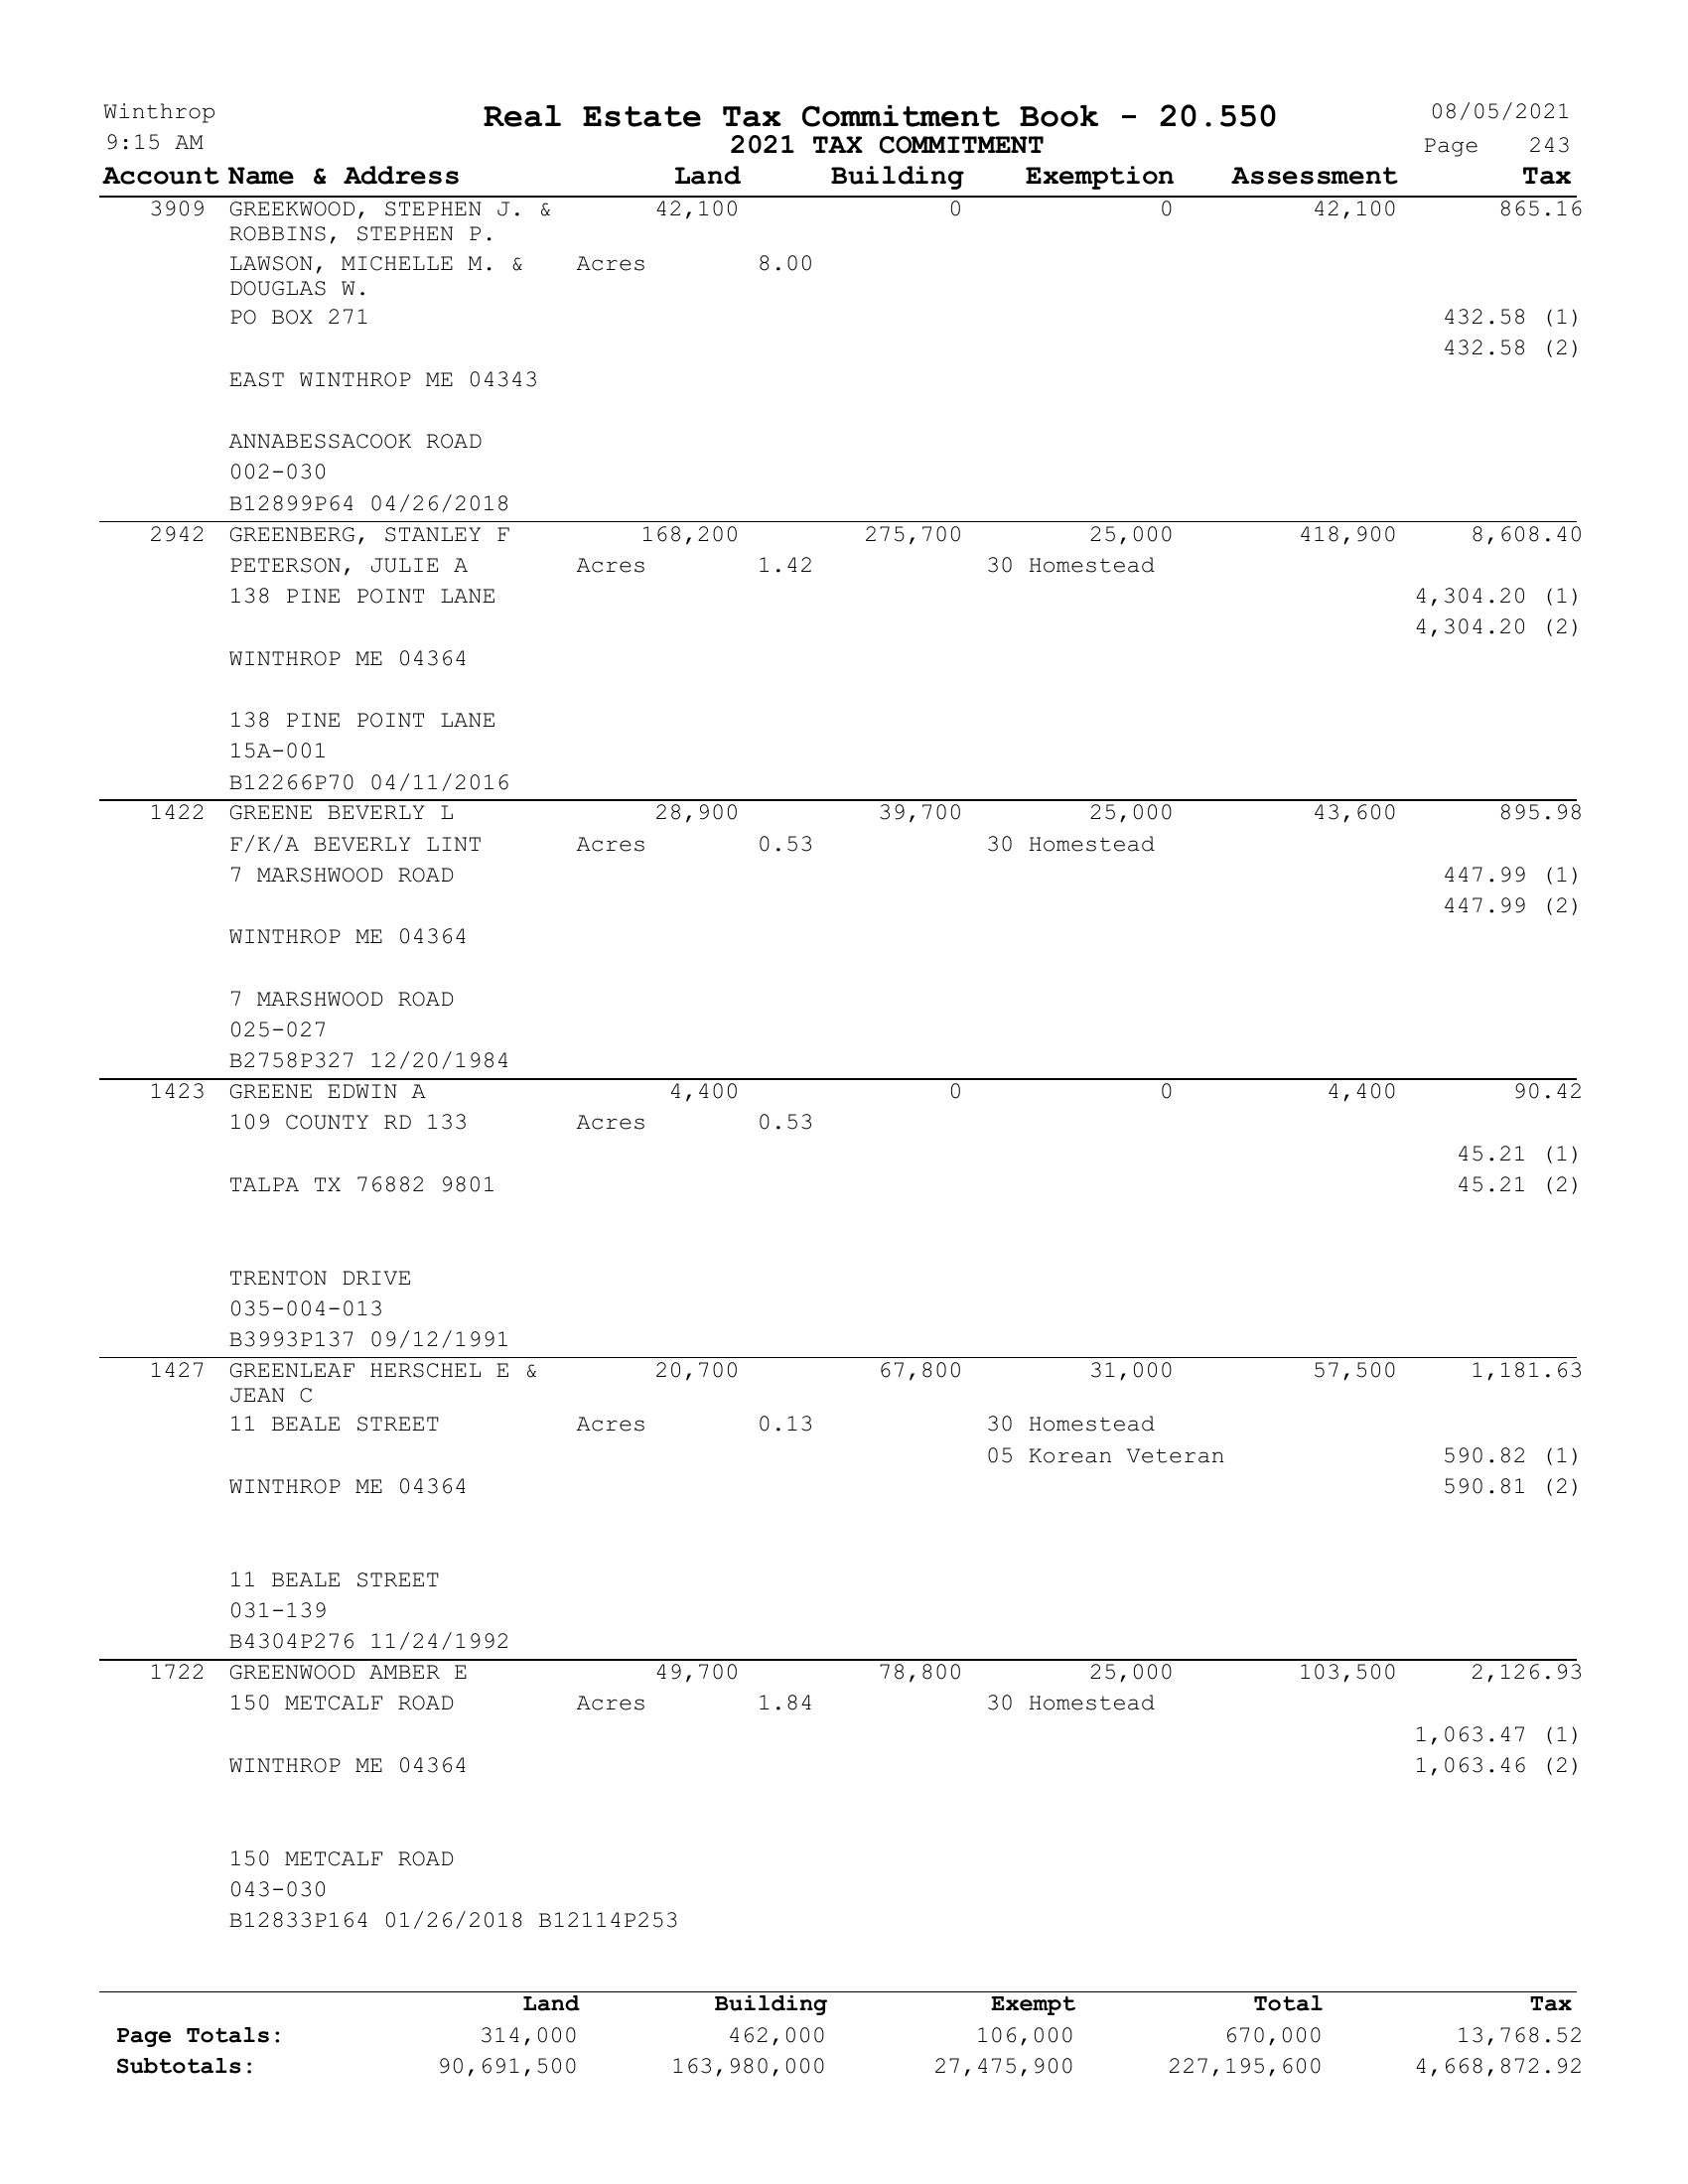 Winthrop Real Estate Tax Commitment Book - 20.550 08/05/2021
9:15 AM 2021 TAX COMMITMENT Page 243
Account Name & Address Land Building Exemption Assessment Tax
3909 GREEKWOOD, STEPHEN J. & 42,100 0 0 42,100 865.16
ROBBINS, STEPHEN P.
LAWSON, MICHELLE M. & Acres 8.00
DOUGLAS W.
PO BOX 271 432.58 (1)
432.58 (2)
EAST WINTHROP ME 04343
ANNABESSACOOK ROAD
002-030
B12899P64 04/26/2018
2942 GREENBERG, STANLEY F 168,200 275,700 25,000 418,900 8,608.40
PETERSON, JULIE A Acres 1.42 30 Homestead
138 PINE POINT LANE 4,304.20 (1)
4,304.20 (2)
WINTHROP ME 04364
138 PINE POINT LANE
15A-001
B12266P70 04/11/2016
1422 GREENE BEVERLY L 28,900 39,700 25,000 43,600 895.98
F/K/A BEVERLY LINT Acres 0.53 30 Homestead
7 MARSHWOOD ROAD 447.99 (1)
447.99 (2)
WINTHROP ME 04364
7 MARSHWOOD ROAD
025-027
B2758P327 12/20/1984
1423 GREENE EDWIN A 4,400 0 0 4,400 90.42
109 COUNTY RD 133 Acres 0.53
45.21 (1)
TALPA TX 76882 9801 45.21 (2)
TRENTON DRIVE
035-004-013
B3993P137 09/12/1991
1427 GREENLEAF HERSCHEL E & 20,700 67,800 31,000 57,500 1,181.63
JEAN C
11 BEALE STREET Acres 0.13 30 Homestead
05 Korean Veteran 590.82 (1)
WINTHROP ME 04364 590.81 (2)
11 BEALE STREET
031-139
B4304P276 11/24/1992
1722 GREENWOOD AMBER E 49,700 78,800 25,000 103,500 2,126.93
150 METCALF ROAD Acres 1.84 30 Homestead
1,063.47 (1)
WINTHROP ME 04364 1,063.46 (2)
150 METCALF ROAD
043-030
B12833P164 01/26/2018 B12114P253
Land Building Exempt Total Tax
Page Totals: 314,000 462,000 106,000 670,000 13,768.52
Subtotals: 90,691,500 163,980,000 27,475,900 227,195,600 4,668,872.92